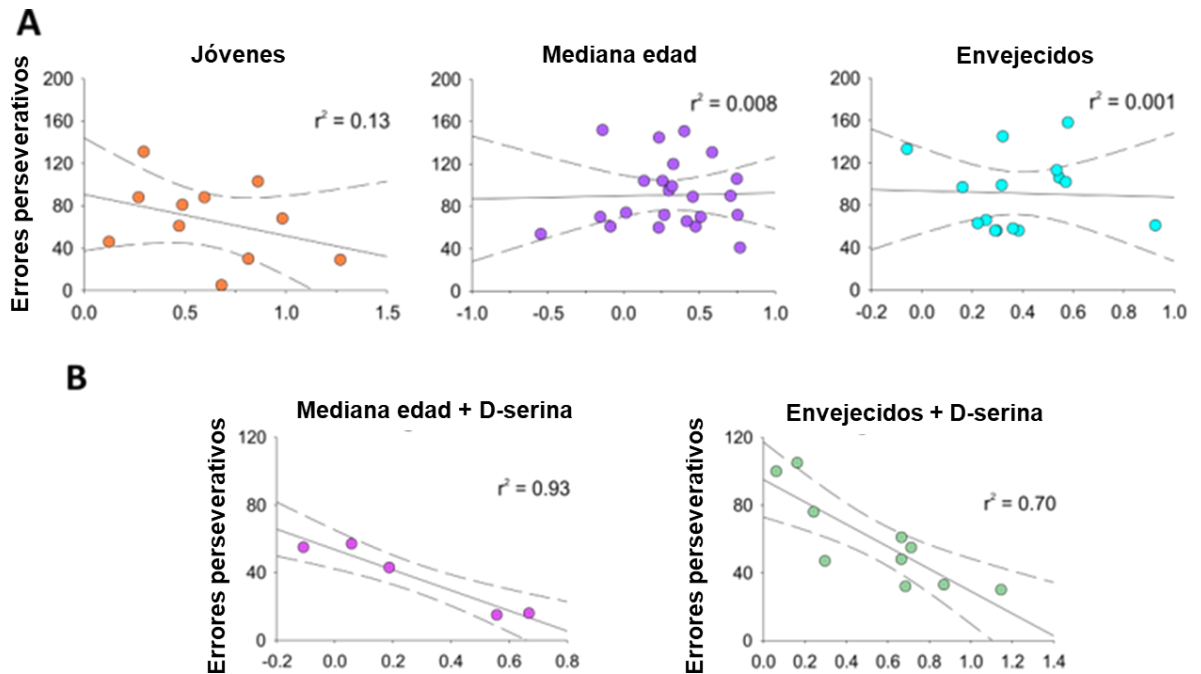 A
Jóvenes
Mediana edad
Envejecidos
Errores perseverativos
200
160
120
80
40
0
r² = 0.13
0.0 0.5 1.0 1.5
200
160
120
80
40
0
r² = 0.008
-1.0 -0.5 0.0 0.5 1.0
200
160
120
80
40
0
r² = 0.001
-0.2 0.0 0.2 0.4 0.6 0.8 1.0
B
Mediana edad + D-serina
Errores perseverativos
120
80
40
0
r² = 0.93
-0.2 0.0 0.2 0.4 0.6 0.8
Envejecidos + D-serina
Errores perseverativos
120
80
40
0
r² = 0.70
0.0 0.2 0.4 0.6 0.8 1.0 1.2 1.4